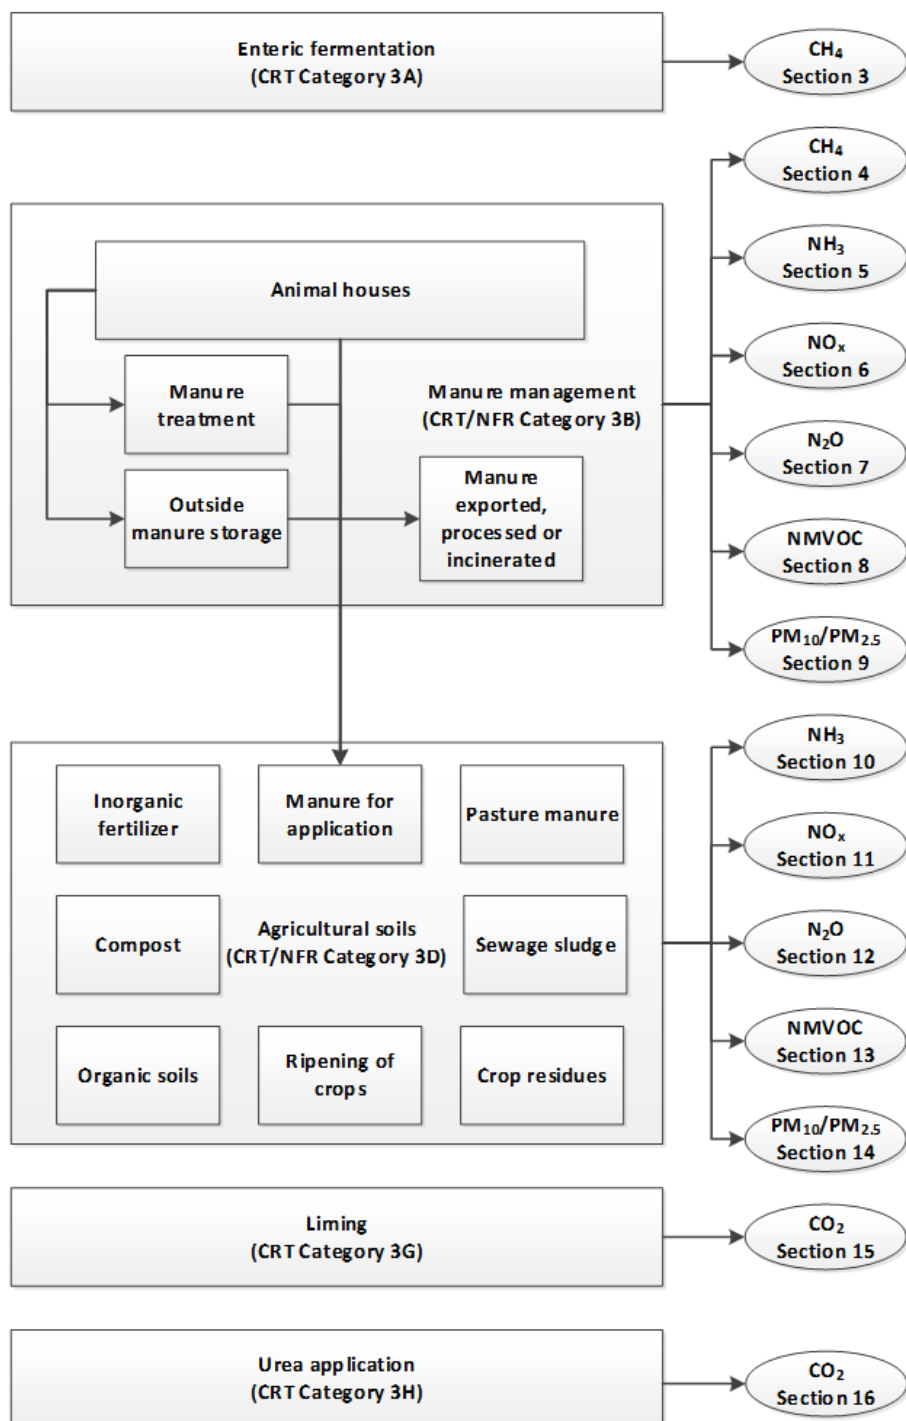 Enteric fermentation
(CRT Category 3A)
CH₄
Section 3
CH₄
Section 4
NH₃
Section 5
Animal houses
NOₓ
Section 6
Manure
treatment
Manure management
(CRT/NFR Category 3B)
N₂O
Section 7
Outside
manure storage
Manure
exported,
processed or
incinerated
NMVOC
Section 8
PM₁₀/PM₂.₅
Section 9
NH₃
Section 10
Inorganic
fertilizer
Manure for
application
Pasture manure
NOₓ
Section 11
Compost
Agricultural soils
(CRT/NFR Category 3D)
Sewage sludge
N₂O
Section 12
NMVOC
Section 13
Organic soils
Ripening of
crops
Crop residues
PM₁₀/PM₂.₅
Section 14
Liming
(CRT Category 3G)
CO₂
Section 15
Urea application
(CRT Category 3H)
CO₂
Section 16